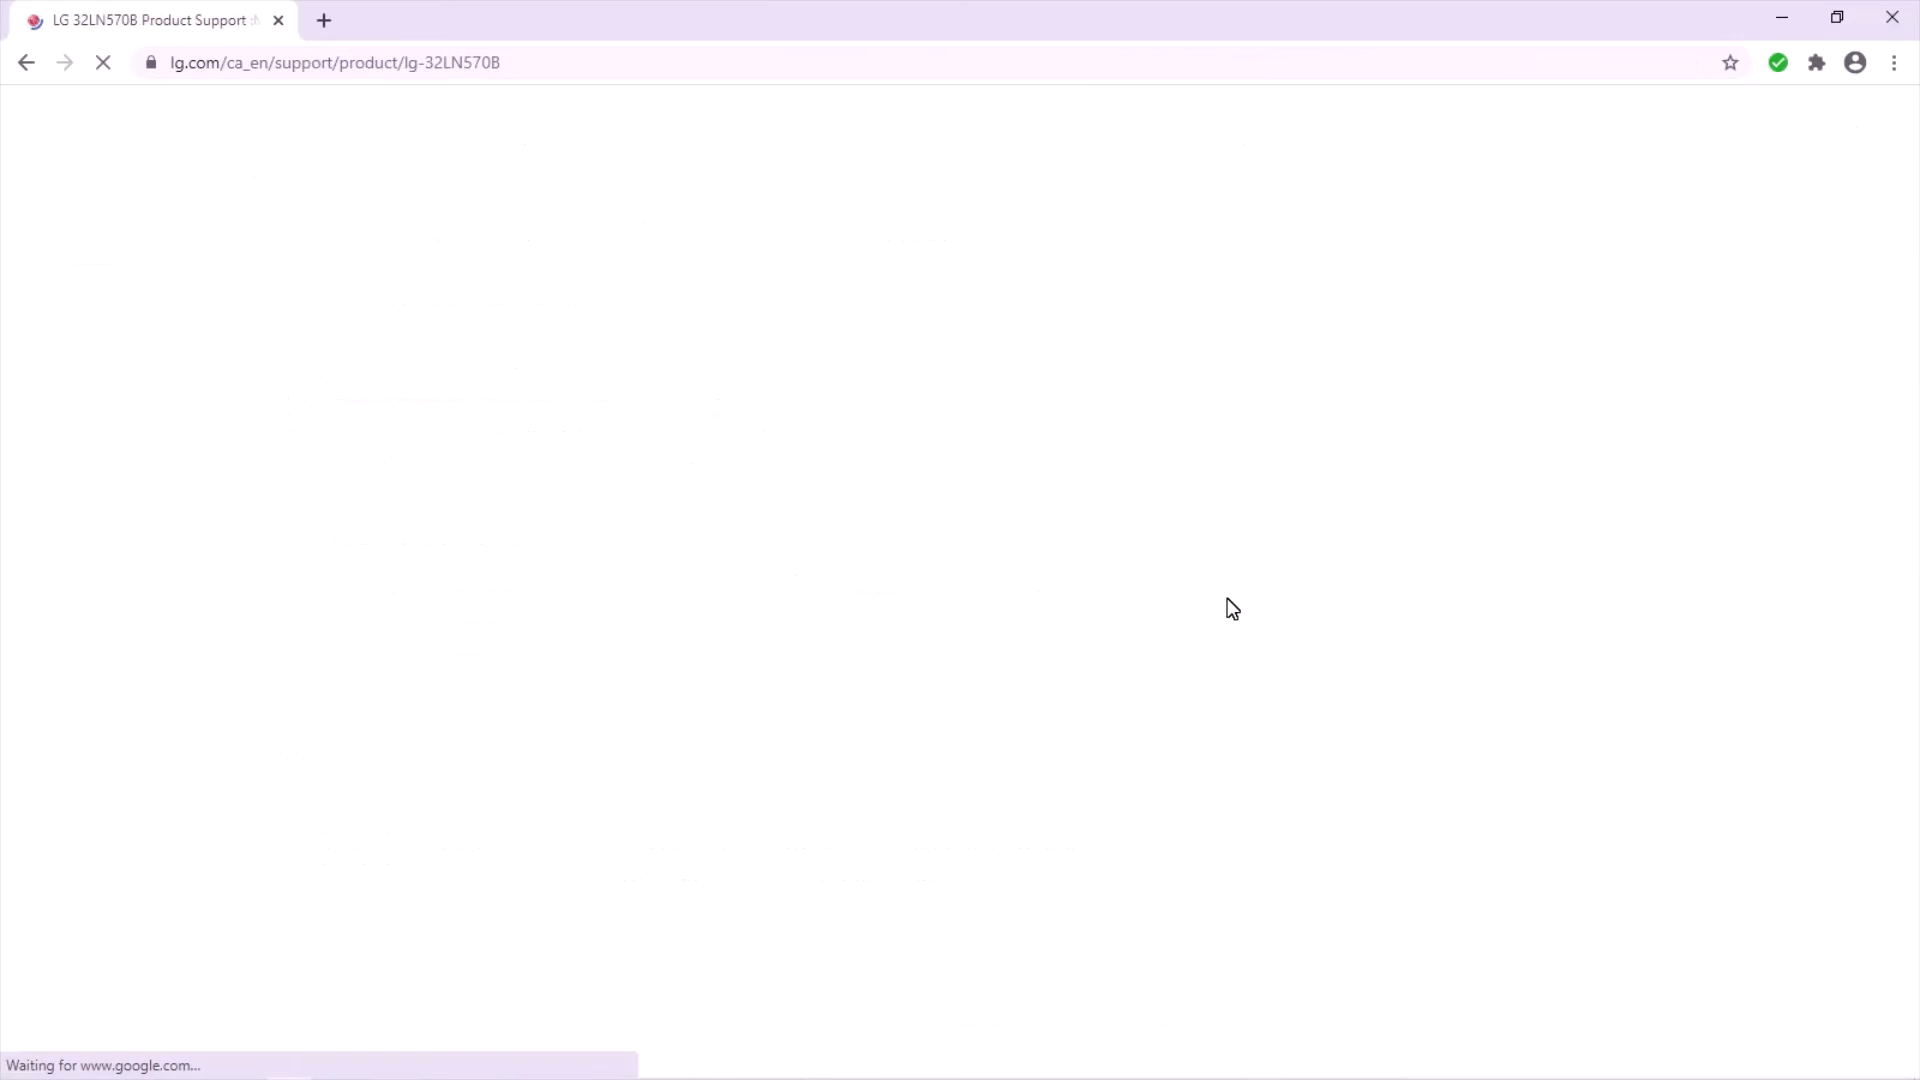 LG 32LN570B Product Support
lg.com/ca_en/support/product/lg-32LN570B
Waiting for www.google.com...